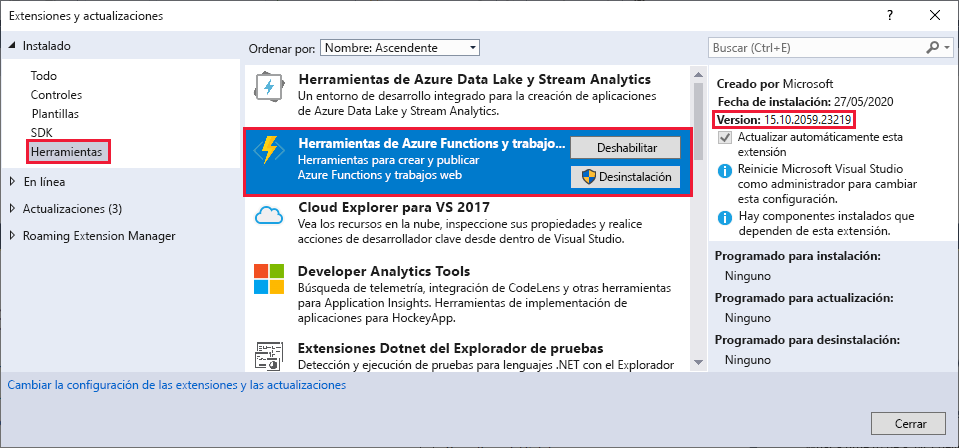 Extensiones y actualizaciones
?
Instalado
Todo
Controles
Plantillas
SDK
Herramientas
En línea
Actualizaciones (3)
Roaming Extension Manager
Ordenar por: Nombre: Ascendente
Herramientas de Azure Data Lake y Stream Analytics
Un entorno de desarrollo integrado para la creación de aplicaciones
de Azure Data Lake y Stream Analytics.
Herramientas de Azure Functions y trabajo...
Herramientas para crear y publicar
Azure Functions y trabajos web
Deshabilitar
Desinstalación
Cloud Explorer para VS 2017
Vea los recursos en la nube, inspeccione sus propiedades y realice
acciones de desarrollador clave desde dentro de Visual Studio.
Developer Analytics Tools
Búsqueda de telemetría, integración de CodeLens y otras herramientas
para Application Insights. Herramientas de implementación de
aplicaciones para HockeyApp.
Extensiones Dotnet del Explorador de pruebas
Detección y ejecución de pruebas para lenguajes .NET con el Explorador
Buscar (Ctrl+E)
Creado por Microsoft
Fecha de instalación: 27/05/2020
Version: 15.10.2059.23219
Actualizar automáticamente esta
extensión
Reinicie Microsoft Visual Studio
como administrador para cambiar
esta configuración.
Hay componentes instalados que
dependen de esta extensión.
Programado para instalación:
Ninguno
Programado para actualización:
Ninguno
Programado para desinstalación:
Ninguno
Cambiar la configuración de las extensiones y las actualizaciones
Cerrar